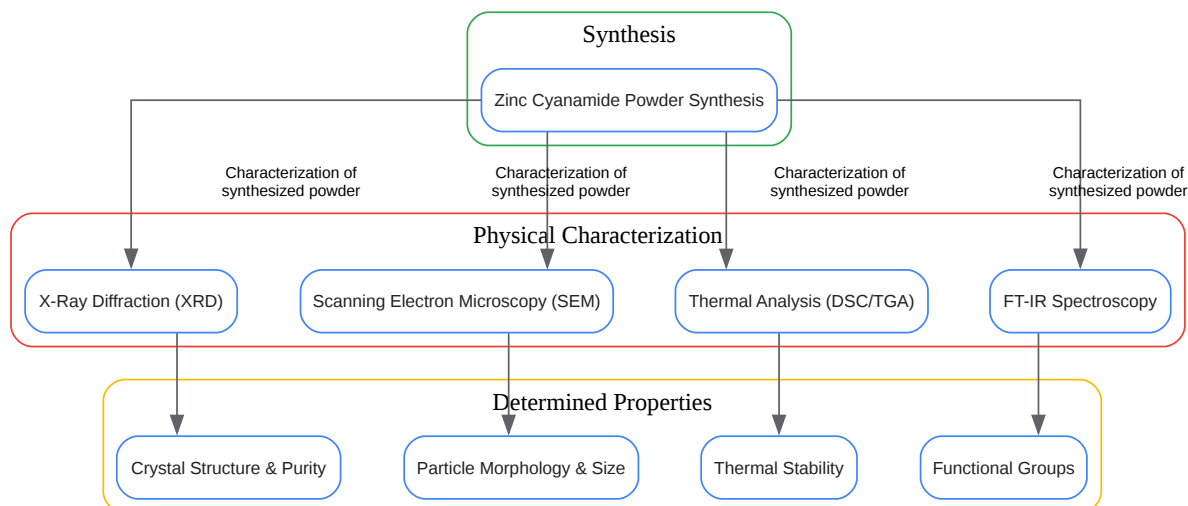 Synthesis
Zinc Cyanamide Powder Synthesis
Characterization of
synthesized powder
Characterization of
synthesized powder
Characterization of
synthesized powder
Characterization of
synthesized powder
Physical Characterization
X-Ray Diffraction (XRD)
Scanning Electron Microscopy (SEM)
Thermal Analysis (DSC/TGA)
FT-IR Spectroscopy
Determined Properties
Crystal Structure & Purity
Particle Morphology & Size
Thermal Stability
Functional Groups